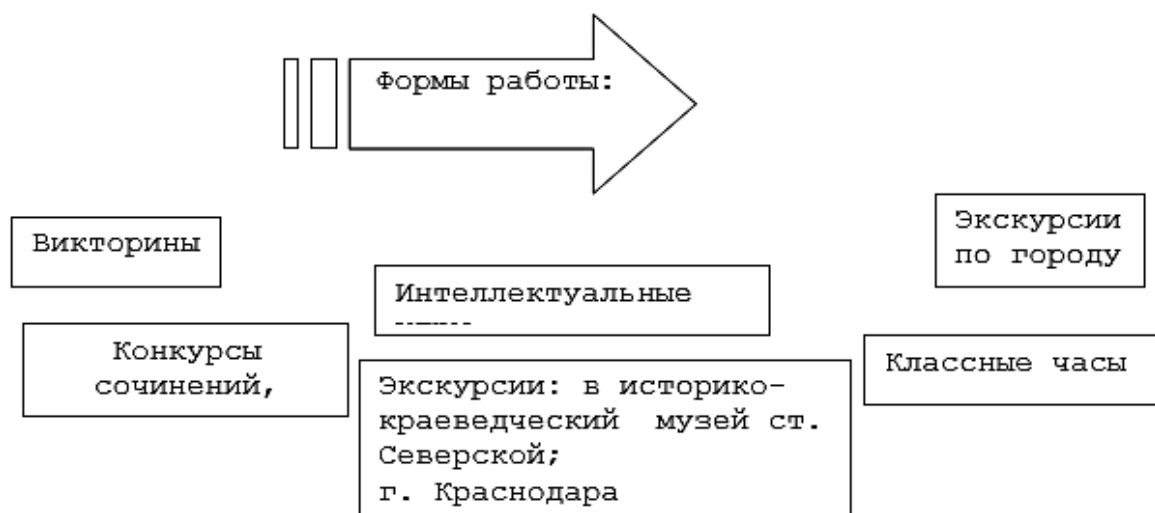 Формы работы:
Викторины
Экскурсии
по городу
Интеллектуальные
Конкурсы
сочинений,
Классные часы
Экскурсии: в историко-
краеведческий музей ст.
Северской;
г. Краснодара